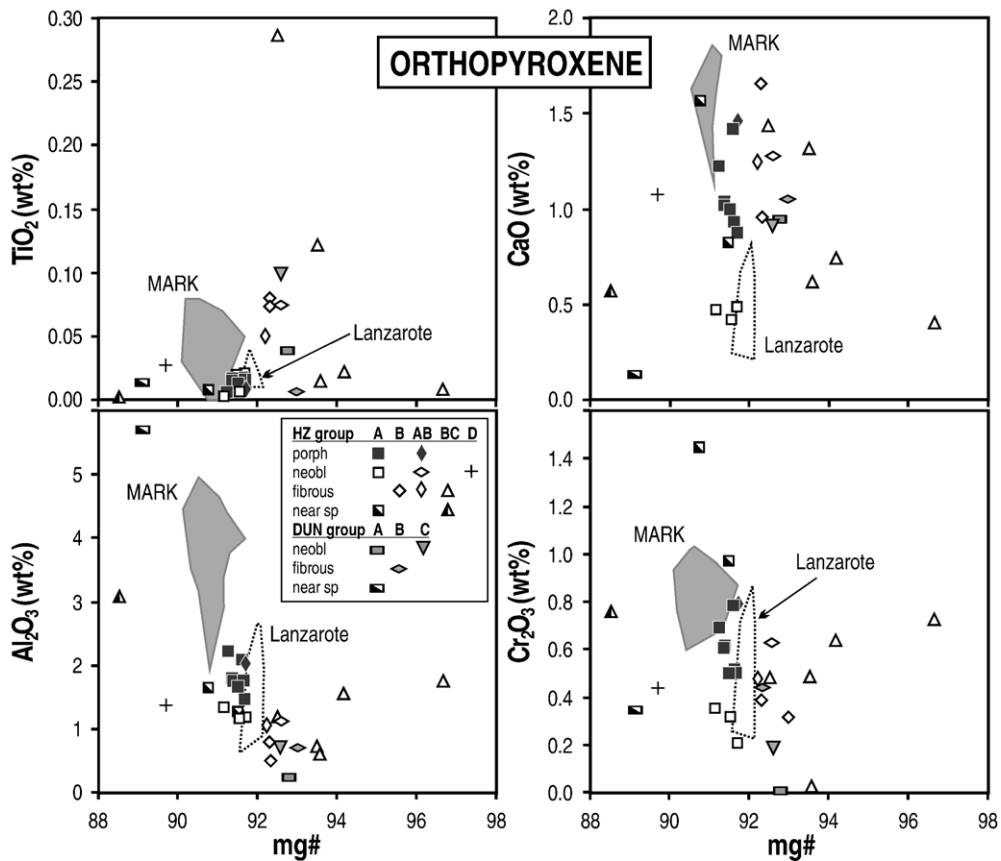 ORTHOPYROXENE
0.30
0.25
0.20
0.15
0.10
0.05
0.00
TiO2 (wt%)
MARK
Lanzarote
2.0
1.5
1.0
0.5
0.0
CaO (wt%)
MARK
Lanzarote
5
4
3
2
1
0
Al2O3 (wt%)
MARK
Lanzarote
HZ group A B AB BC D
porph
neobl
fibrous
near sp
DUN group A B C
neobl
fibrous
near sp
88 90 92 94 96 98
mg#
1.4
1.2
1.0
0.8
0.6
0.4
0.2
0.0
Cr2O3 (wt%)
MARK
Lanzarote
88 90 92 94 96 98
mg#